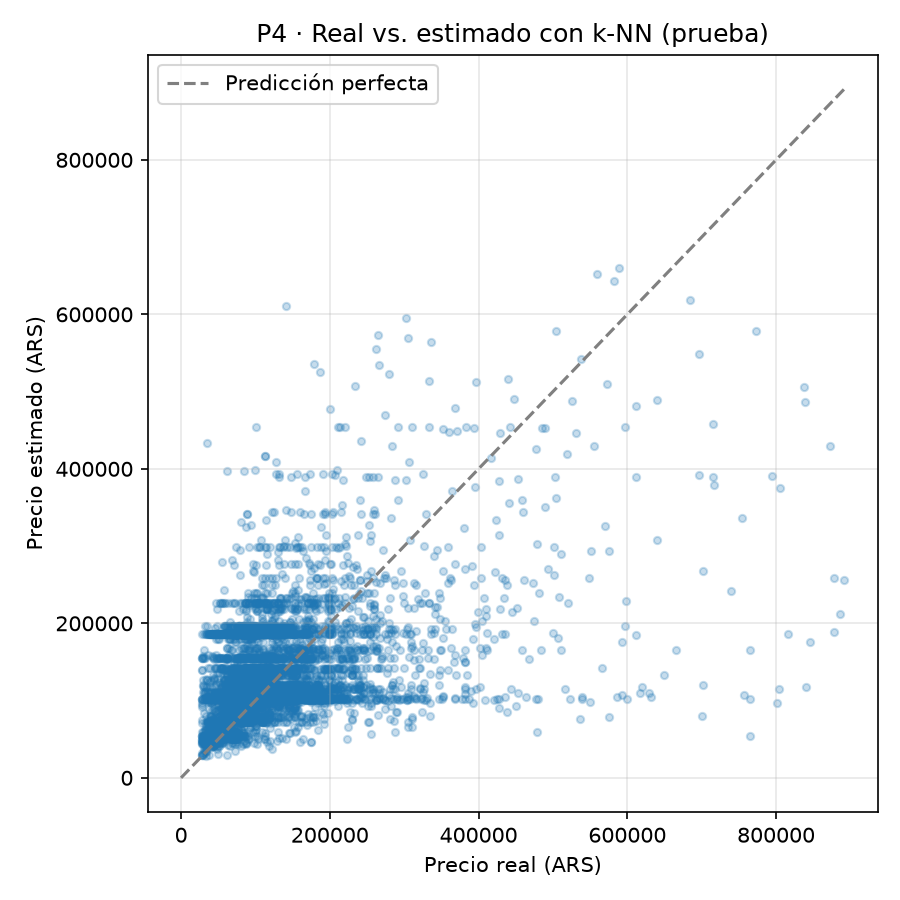 P4 · Real vs. estimado con k-NN (prueba)
Predicción perfecta
Precio estimado (ARS)
800000
600000
400000
200000
0
0 200000 400000 600000 800000
Precio real (ARS)